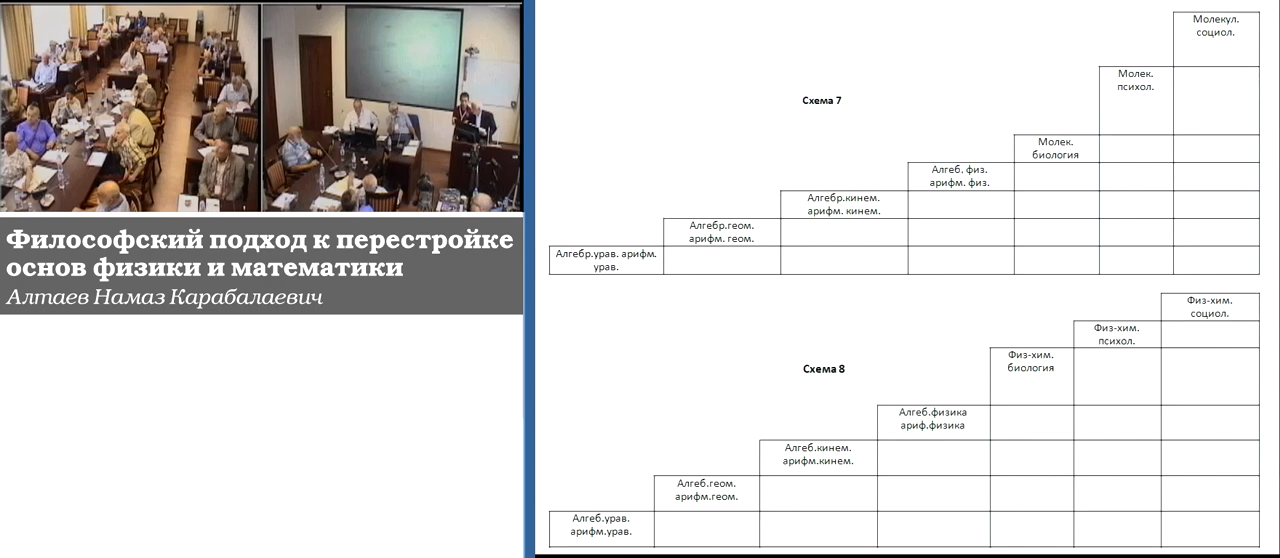 Философский подход к перестройке
основ физики и математики
Алтаев Намаз Карабалаевич
Схема 7
Молекул.
социол.
Молек.
психол.
Молек.
биология
Алгеб. физ.
арифм. физ.
Алгебр.кинем.
арифм. кинем.
Алгебр.геом.
арифм. геом.
Алгебр.урав. арифм.
урав.
Схема 8
Физ-хим.
социол.
Физ-хим.
психол.
Физ-хим.
биология
Алгеб.физика
ариф.физика
Алгеб.кинем.
арифм.кинем.
Алгеб.геом.
арифм.геом.
Алгеб.урав.
арифм.урав.